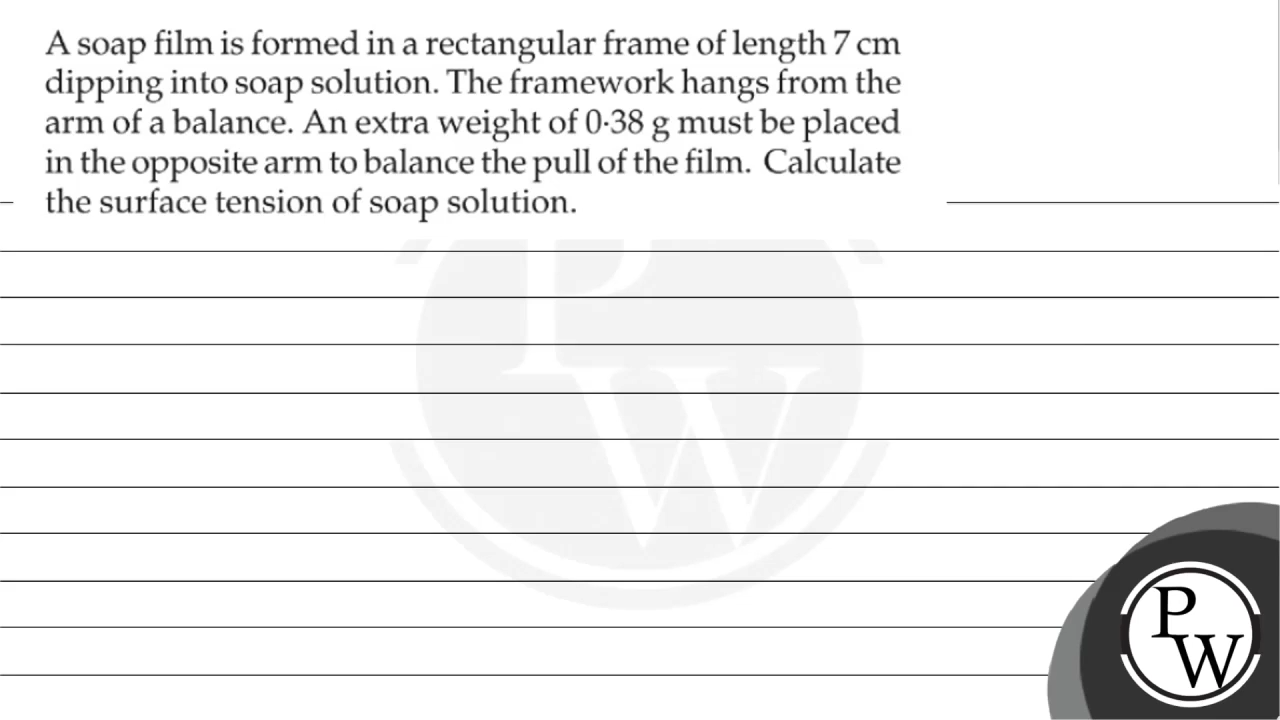 A soap film is formed in a rectangular frame of length 7 cm
dipping into soap solution. The framework hangs from the
arm of a balance. An extra weight of 0·38 g must be placed
in the opposite arm to balance the pull of the film. Calculate
the surface tension of soap solution.
P
W
P
W